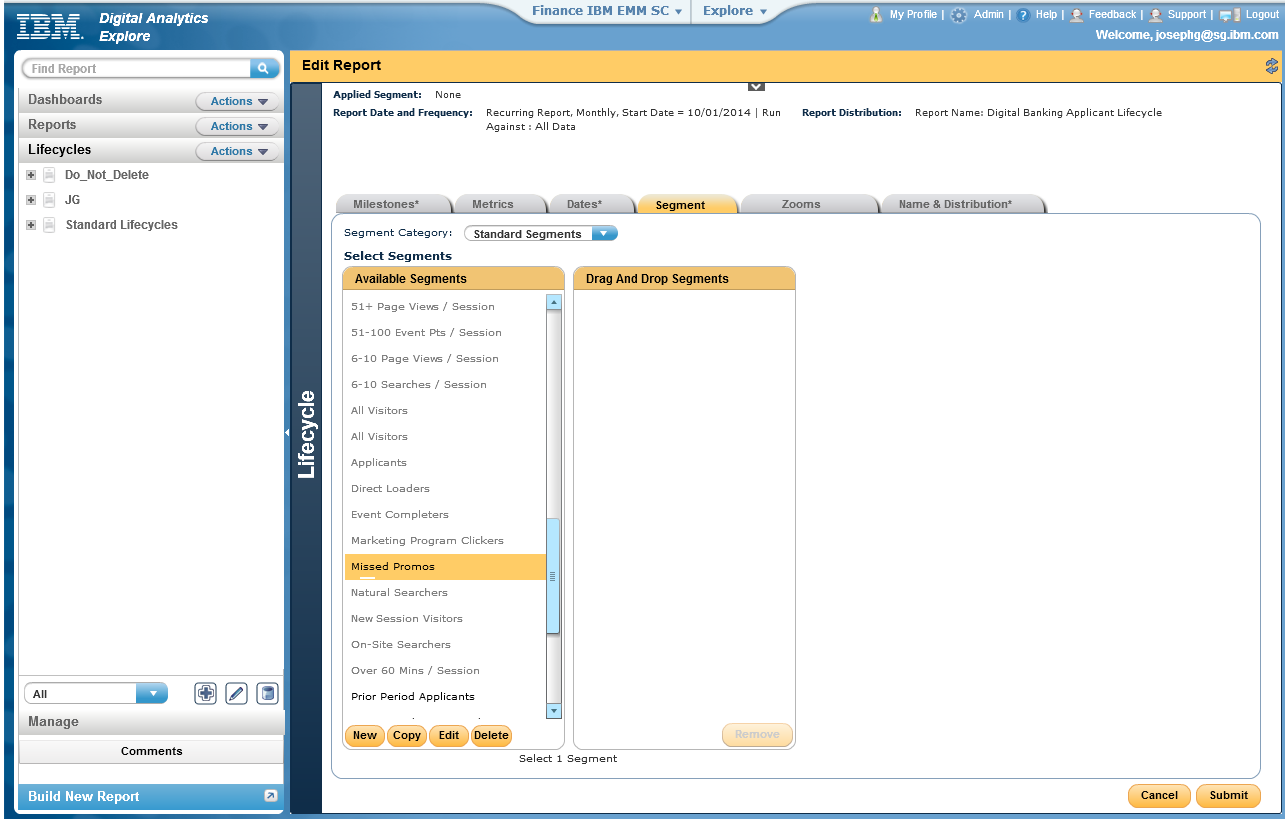 Finance IBM EMM SC Explore
IBM. Digital Analytics
Explore
My Profile | Admin | Help | Feedback | Support | Logout
Welcome, josephg@sg.ibm.com
Find Report
Dashboards Actions
Reports Actions
Lifecycles Actions
Do_Not_Delete
JG
Standard Lifecycles
All
Manage
Comments
Build New Report
Lifecycle
Edit Report
Applied Segment: None
Report Date and Frequency: Recurring Report, Monthly, Start Date = 10/01/2014 | Run
Against : All Data
Report Distribution: Report Name: Digital Banking Applicant Lifecycle
Milestones* Metrics Dates* Segment Zooms Name & Distribution*
Segment Category: Standard Segments
Select Segments
Available Segments
51+ Page Views / Session
51-100 Event Pts / Session
6-10 Page Views / Session
6-10 Searches / Session
All Visitors
All Visitors
Applicants
Direct Loaders
Event Completers
Marketing Program Clickers
Missed Promos
Natural Searchers
New Session Visitors
On-Site Searchers
Over 60 Mins / Session
Prior Period Applicants
New Copy Edit Delete
Drag And Drop Segments
Remove
Select 1 Segment
Cancel Submit